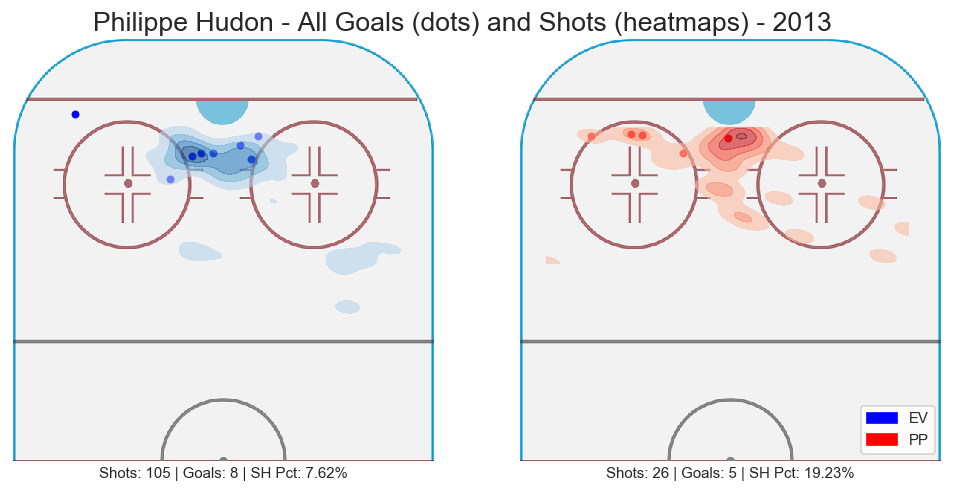 Philippe Hudon - All Goals (dots) and Shots (heatmaps) - 2013
EV
PP
Shots: 105 | Goals: 8 | SH Pct: 7.62%
Shots: 26 | Goals: 5 | SH Pct: 19.23%